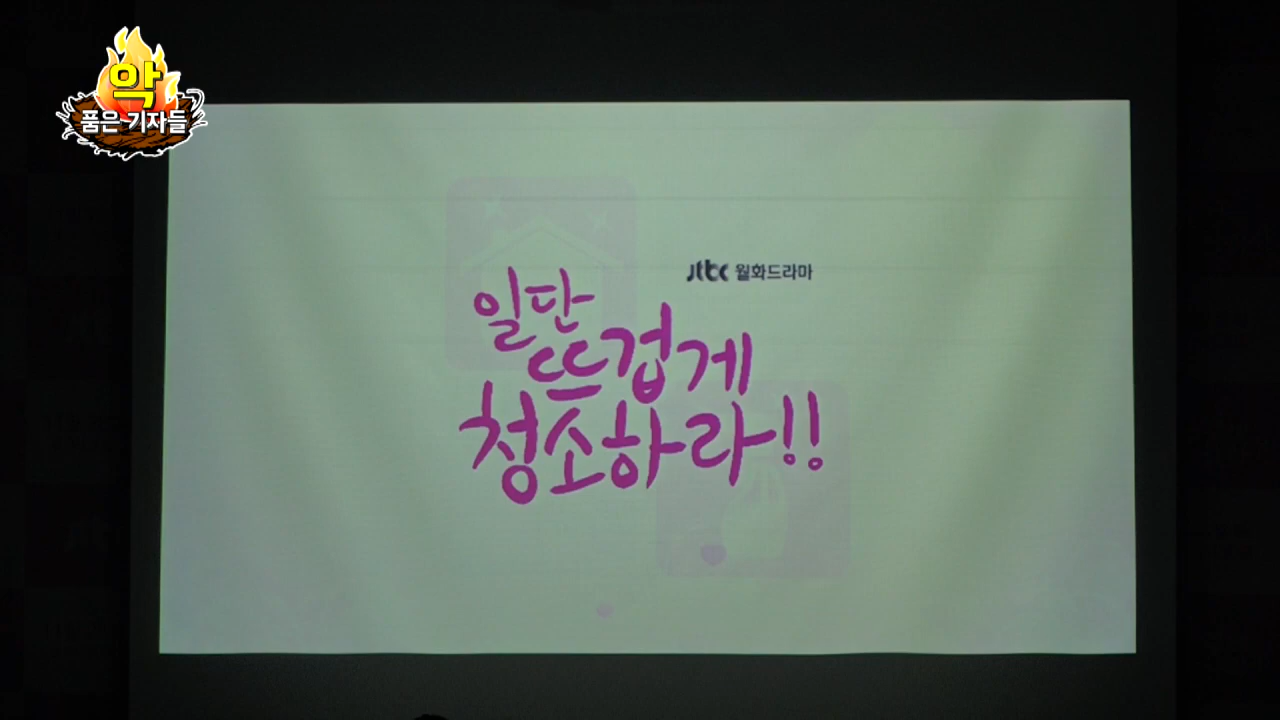 악
품은 기자들
jtbc 월화드라마
일단
뜨겁게
청소하라!!